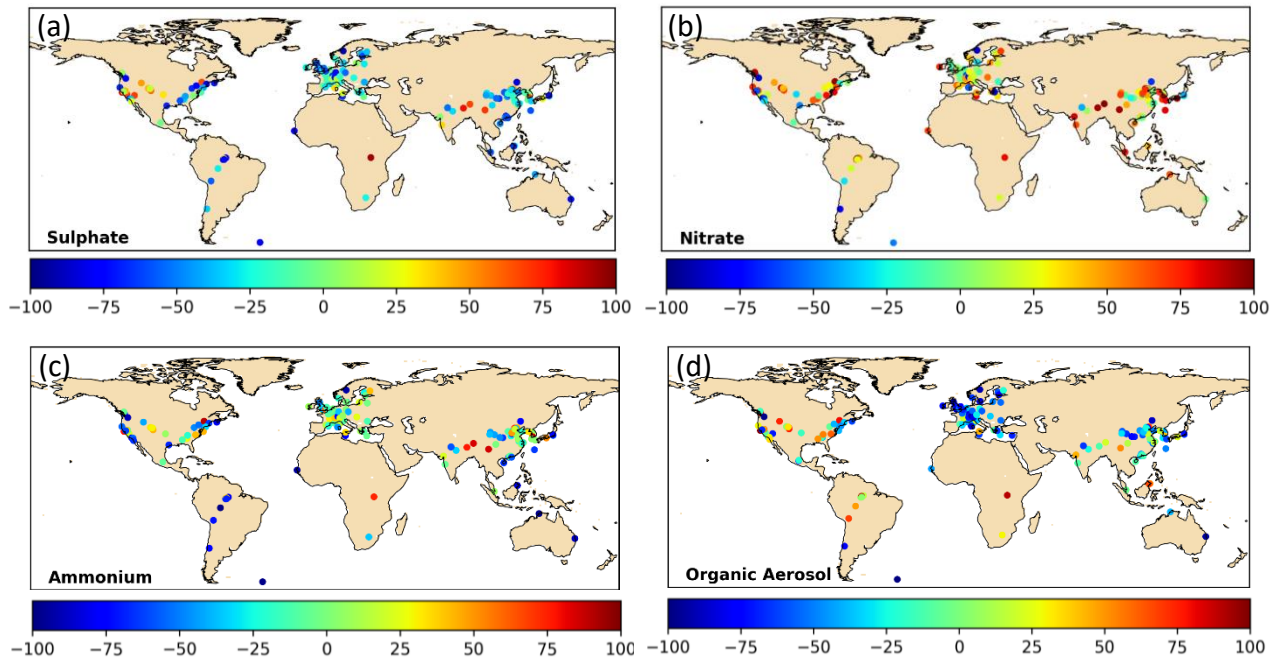 (a) (b)
Sulphate Nitrate
−100 −75 −50 −25 0 25 50 75 100 −100 −75 −50 −25 0 25 50 75 100
(c) (d)
Ammonium Organic Aerosol
−100 −75 −50 −25 0 25 50 75 100 −100 −75 −50 −25 0 25 50 75 100